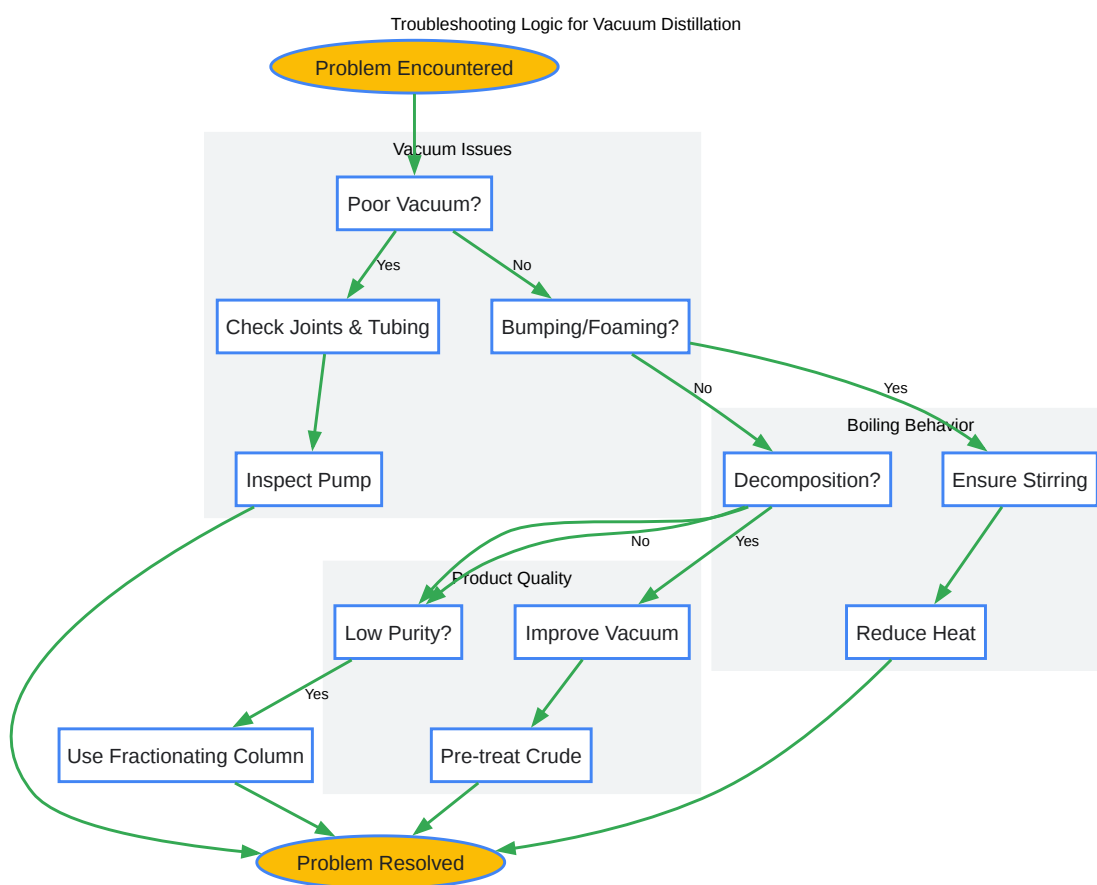 Troubleshooting Logic for Vacuum Distillation
Problem Encountered
Vacuum Issues
Poor Vacuum?
Yes
No
Check Joints & Tubing
Bumping/Foaming?
No
Yes
Boiling Behavior
Inspect Pump
Decomposition?
Ensure Stirring
No
Yes
Product Quality
Low Purity?
Improve Vacuum
Reduce Heat
Yes
Use Fractionating Column
Pre-treat Crude
Problem Resolved